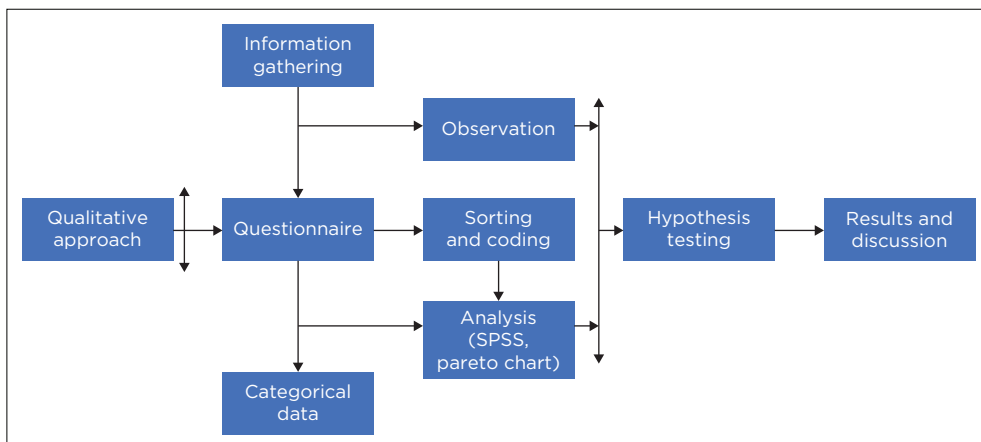 Information
gathering
Observation
Qualitative
approach
Questionnaire
Sorting
and coding
Hypothesis
testing
Results and
discussion
Analysis
(SPSS,
pareto chart)
Categorical
data